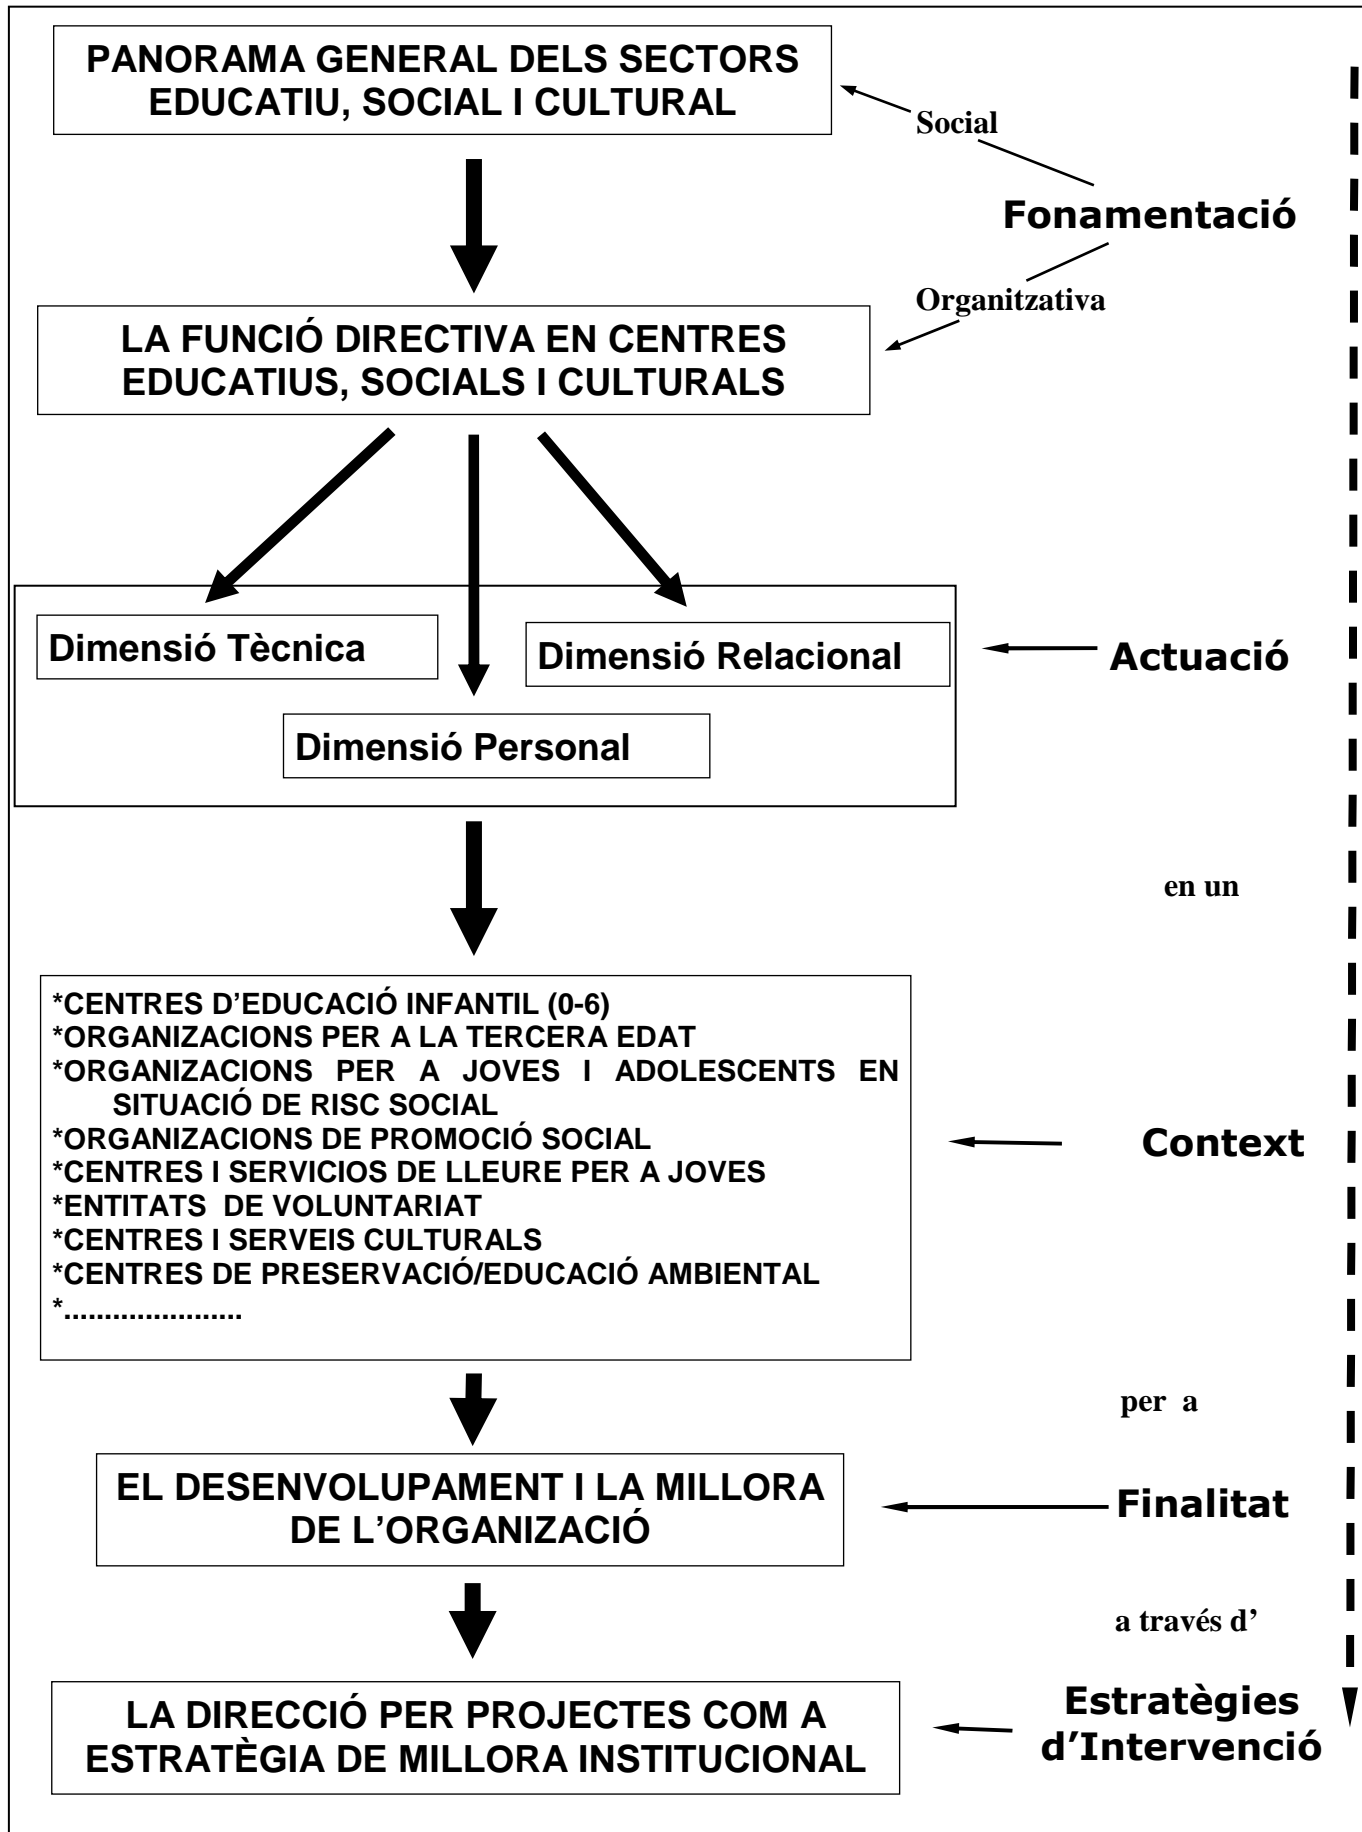 PANORAMA GENERAL DELS SECTORS
EDUCATIU, SOCIAL I CULTURAL
Social
Fonamentació
Organitzativa
LA FUNCIÓ DIRECTIVA EN CENTRES
EDUCATIUS, SOCIALS I CULTURALS
Dimensió Tècnica
Dimensió Relacional
Actuació
Dimensió Personal
en un
*CENTRES D’EDUCACIÓ INFANTIL (0-6)
*ORGANIZACIONS PER A LA TERCERA EDAT
*ORGANIZACIONS PER A JOVES I ADOLESCENTS EN
SITUACIÓ DE RISC SOCIAL
*ORGANIZACIONS DE PROMOCIÓ SOCIAL
*CENTRES I SERVICIOS DE LLEURE PER A JOVES
*ENTITATS DE VOLUNTARIAT
*CENTRES I SERVEIS CULTURALS
*CENTRES DE PRESERVACIÓ/EDUCACIÓ AMBIENTAL
*......................
Context
per a
EL DESENVOLUPAMENT I LA MILLORA
DE L’ORGANIZACIÓ
Finalitat
a través d’
LA DIRECCIÓ PER PROJECTES COM A
ESTRATÈGIA DE MILLORA INSTITUCIONAL
Estratègies
d’Intervenció